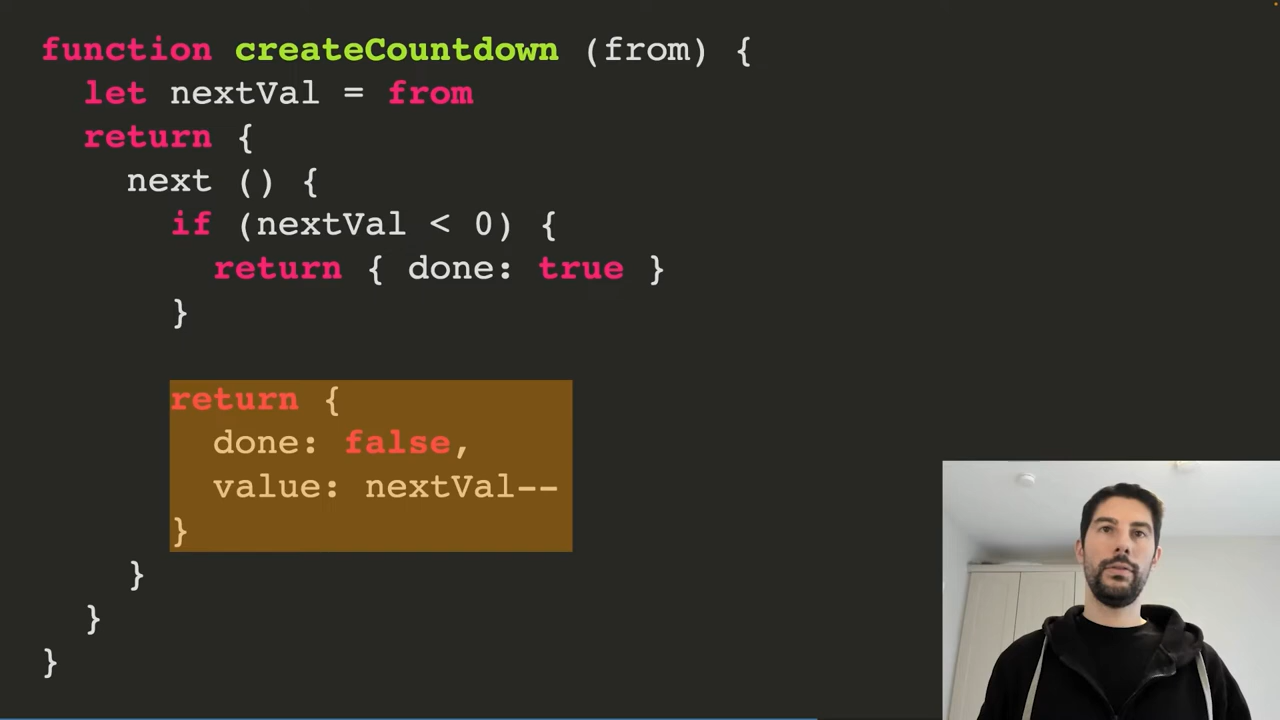 function createCountdown (from) {
  let nextVal = from
  return {
    next () {
      if (nextVal < 0) {
        return { done: true }
      }
      return {
        done: false,
        value: nextVal--
      }
    }
  }
}